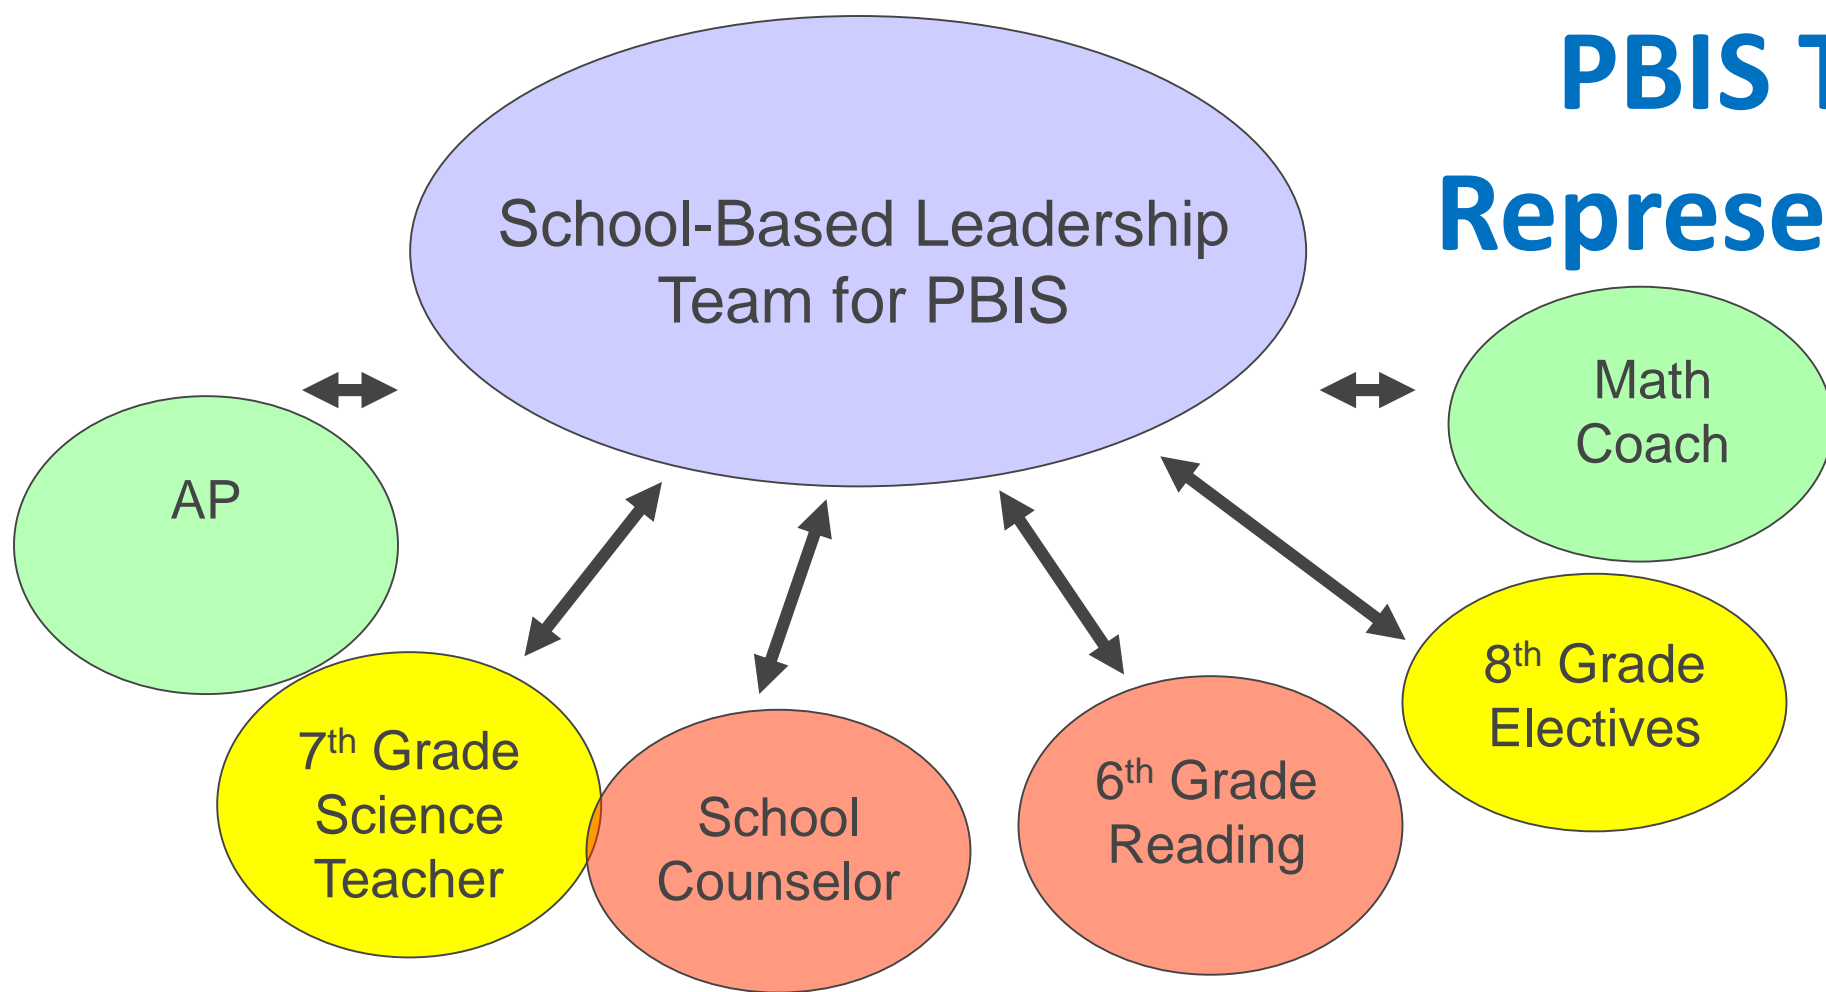 PBIS
School-Based Leadership
Team for PBIS
Math
Coach
AP
8th Grade
Electives
7th Grade
Science
Teacher
School
Counselor
6th Grade
Reading